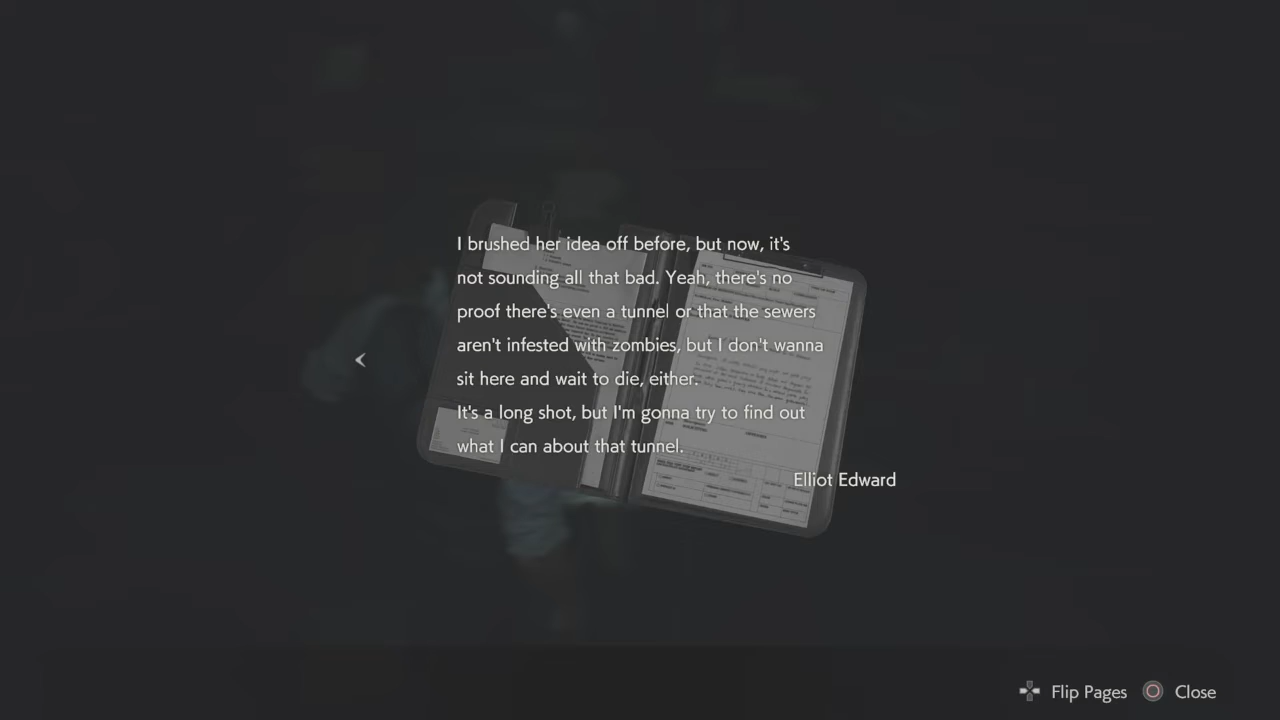 I brushed her idea off before, but now, it's
not sounding all that bad. Yeah, there's no
proof there's even a tunnel or that the sewers
aren't infested with zombies, but I don't wanna
sit here and wait to die, either.
It's a long shot, but I'm gonna try to find out
what I can about that tunnel.
Elliot Edward
Flip Pages
Close